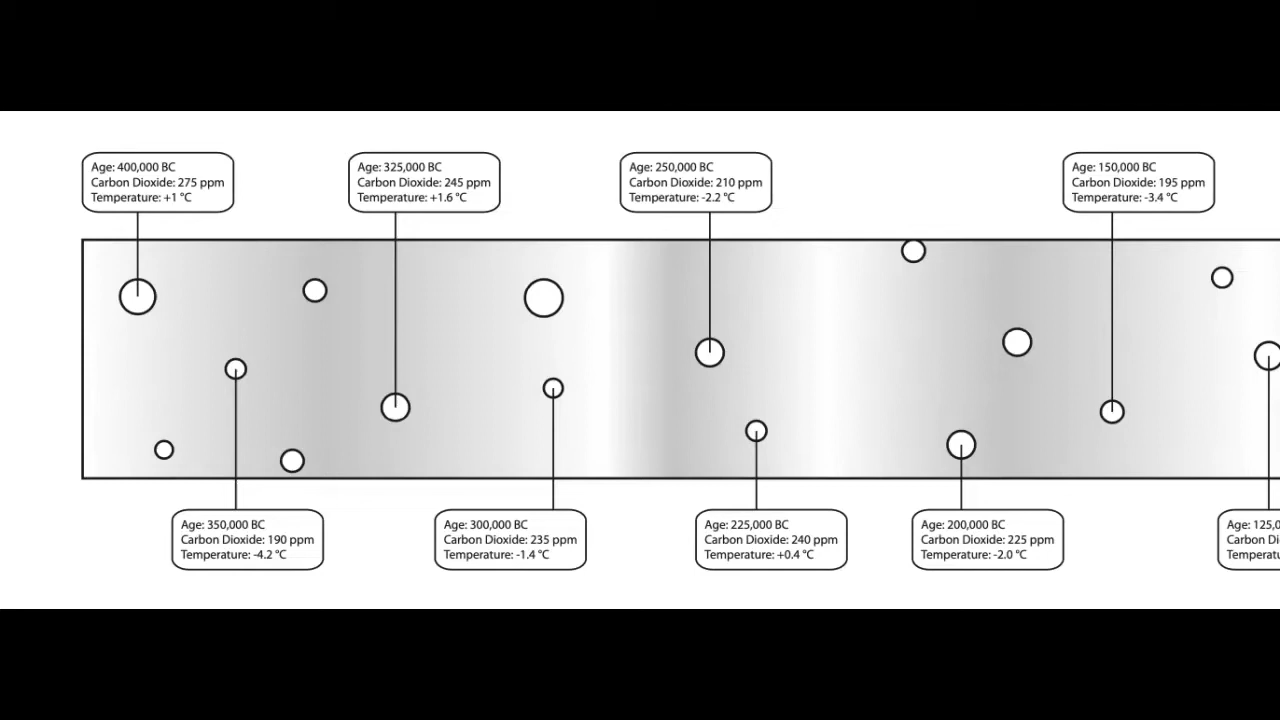 Age: 400,000 BC
Carbon Dioxide: 275 ppm
Temperature: +1 °C
Age: 325,000 BC
Carbon Dioxide: 245 ppm
Temperature: +1.6 °C
Age: 250,000 BC
Carbon Dioxide: 210 ppm
Temperature: -2.2 °C
Age: 150,000 BC
Carbon Dioxide: 195 ppm
Temperature: -3.4 °C
Age: 350,000 BC
Carbon Dioxide: 190 ppm
Temperature: -4.2 °C
Age: 300,000 BC
Carbon Dioxide: 235 ppm
Temperature: -1.4 °C
Age: 225,000 BC
Carbon Dioxide: 240 ppm
Temperature: +0.4 °C
Age: 200,000 BC
Carbon Dioxide: 225 ppm
Temperature: -2.0 °C
Age:
Carbon